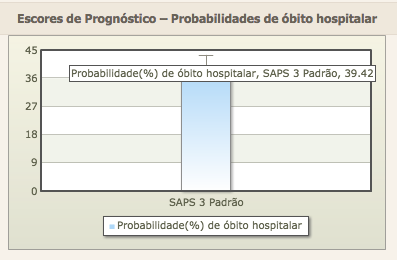 Escores de Prognóstico – Probabilidades de óbito hospitalar
45
Probabilidade(%) de óbito hospitalar, SAPS 3 Padrão, 39.42
36
27
18
9
0
SAPS 3 Padrão
Probabilidade(%) de óbito hospitalar